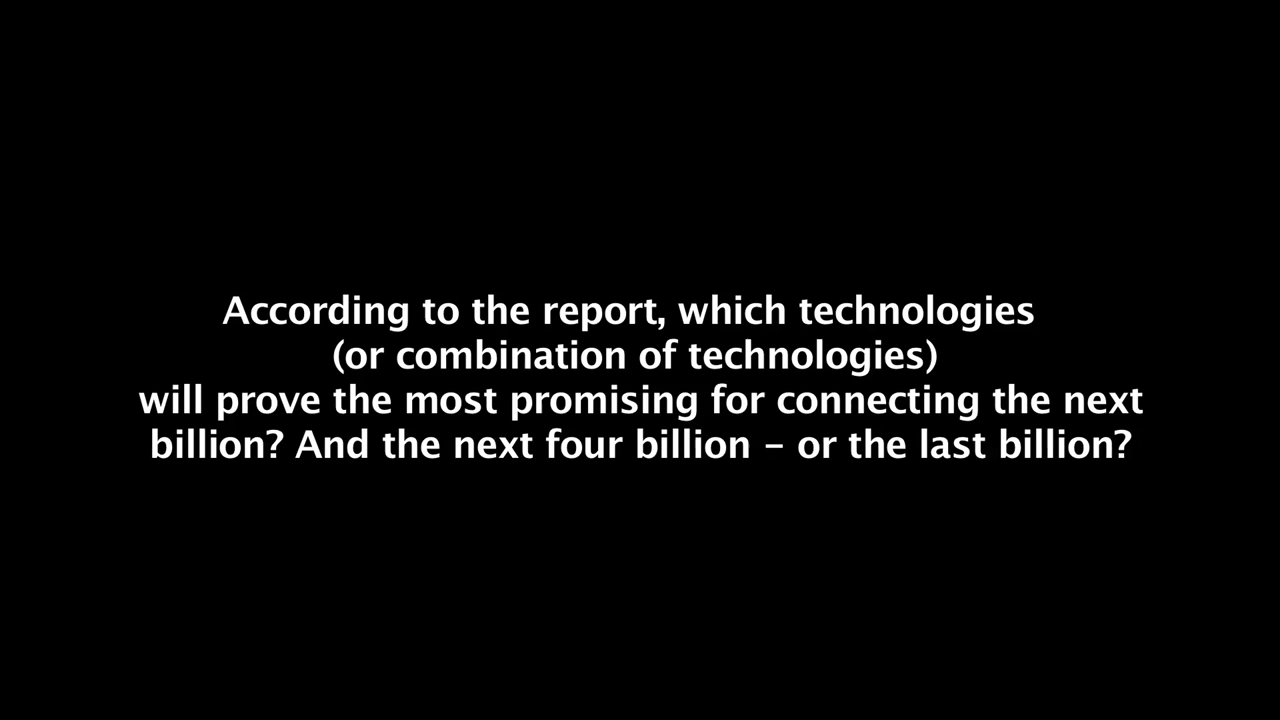 According to the report, which technologies
(or combination of technologies)
will prove the most promising for connecting the next
billion? And the next four billion – or the last billion?